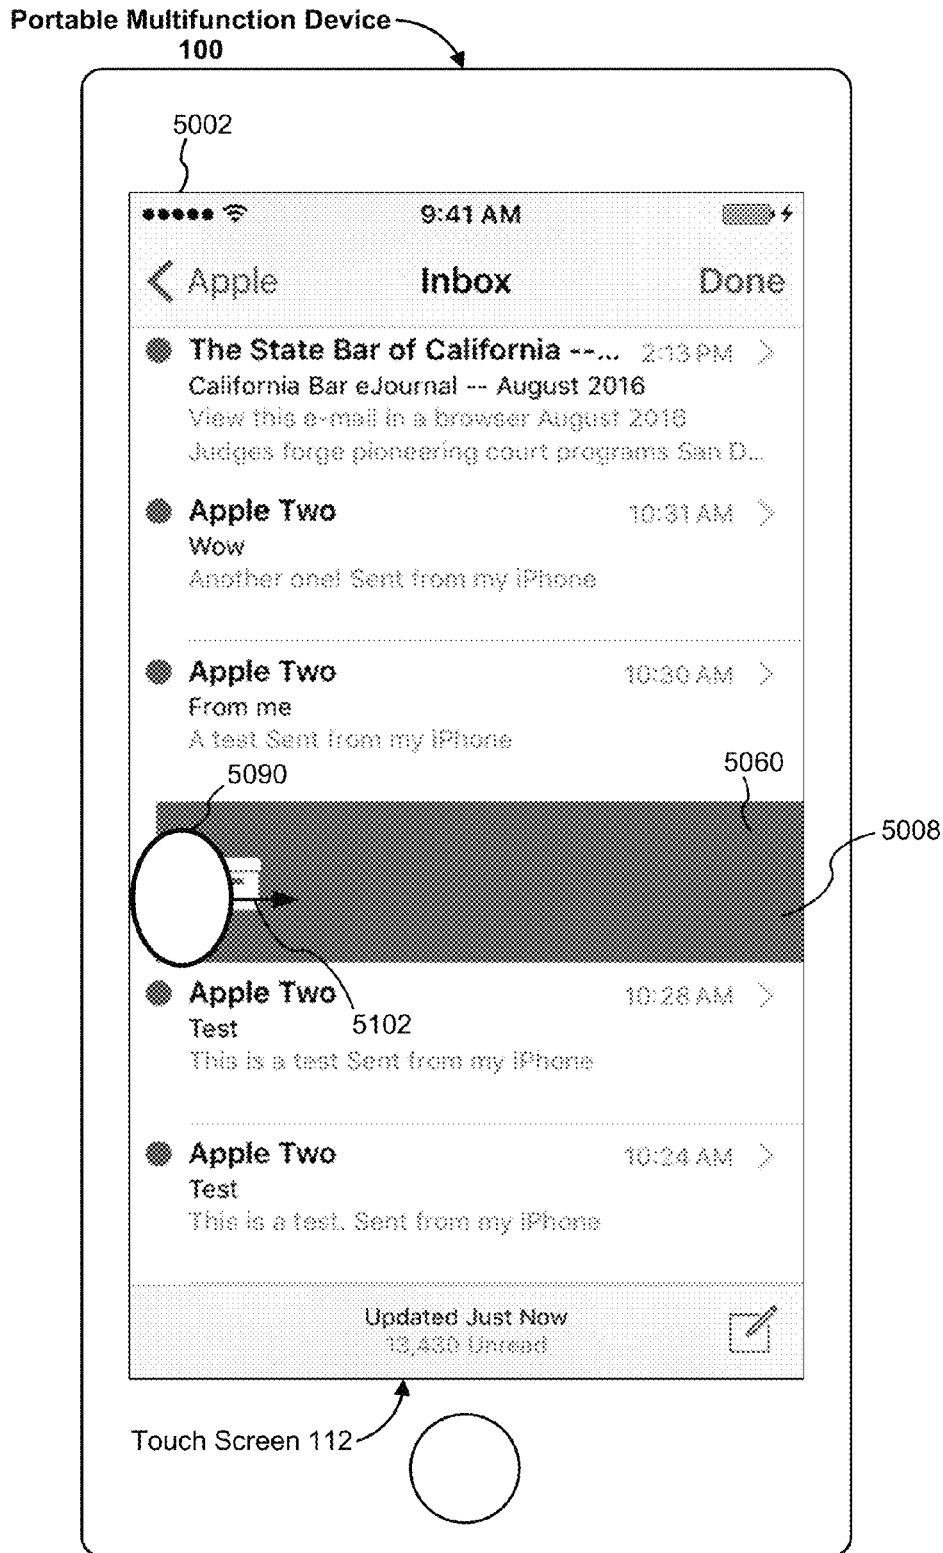 Portable Multifunction Device
100
5002
9:41 AM
Apple Inbox Done
The State Bar of California --... 2:13 PM
California Bar eJournal -- August 2016
View this e-mail in a browser August 2016
Judges forge pioneering court programs San D...
Apple Two 10:31 AM
Wow
Another one! Sent from my iPhone
Apple Two 10:30 AM
From me
A test Sent from my iPhone
5090
5060
5008
Apple Two 10:28 AM
5102
Test
This is a test Sent from my iPhone
Apple Two 10:24 AM
Test
This is a test. Sent from my iPhone
Updated Just Now
13,430 Unread
Touch Screen 112